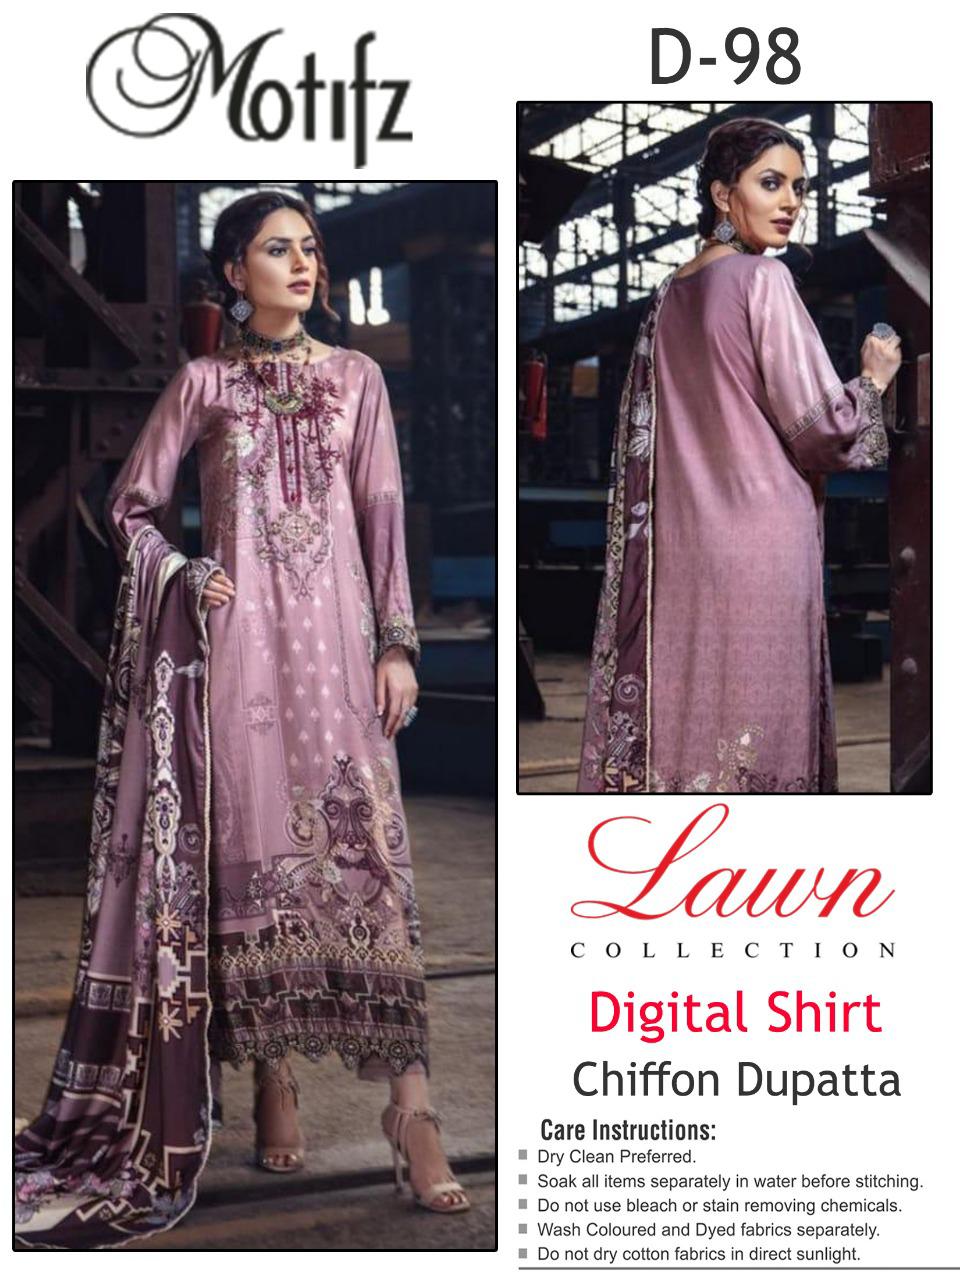 Motifz
D-98
Lawn
COLLECTION
Digital Shirt
Chiffon Dupatta
Care Instructions:
Dry Clean Preferred.
Soak all items separately in water before stitching.
Do not use bleach or stain removing chemicals.
Wash Coloured and Dyed fabrics separately.
Do not dry cotton fabrics in direct sunlight.